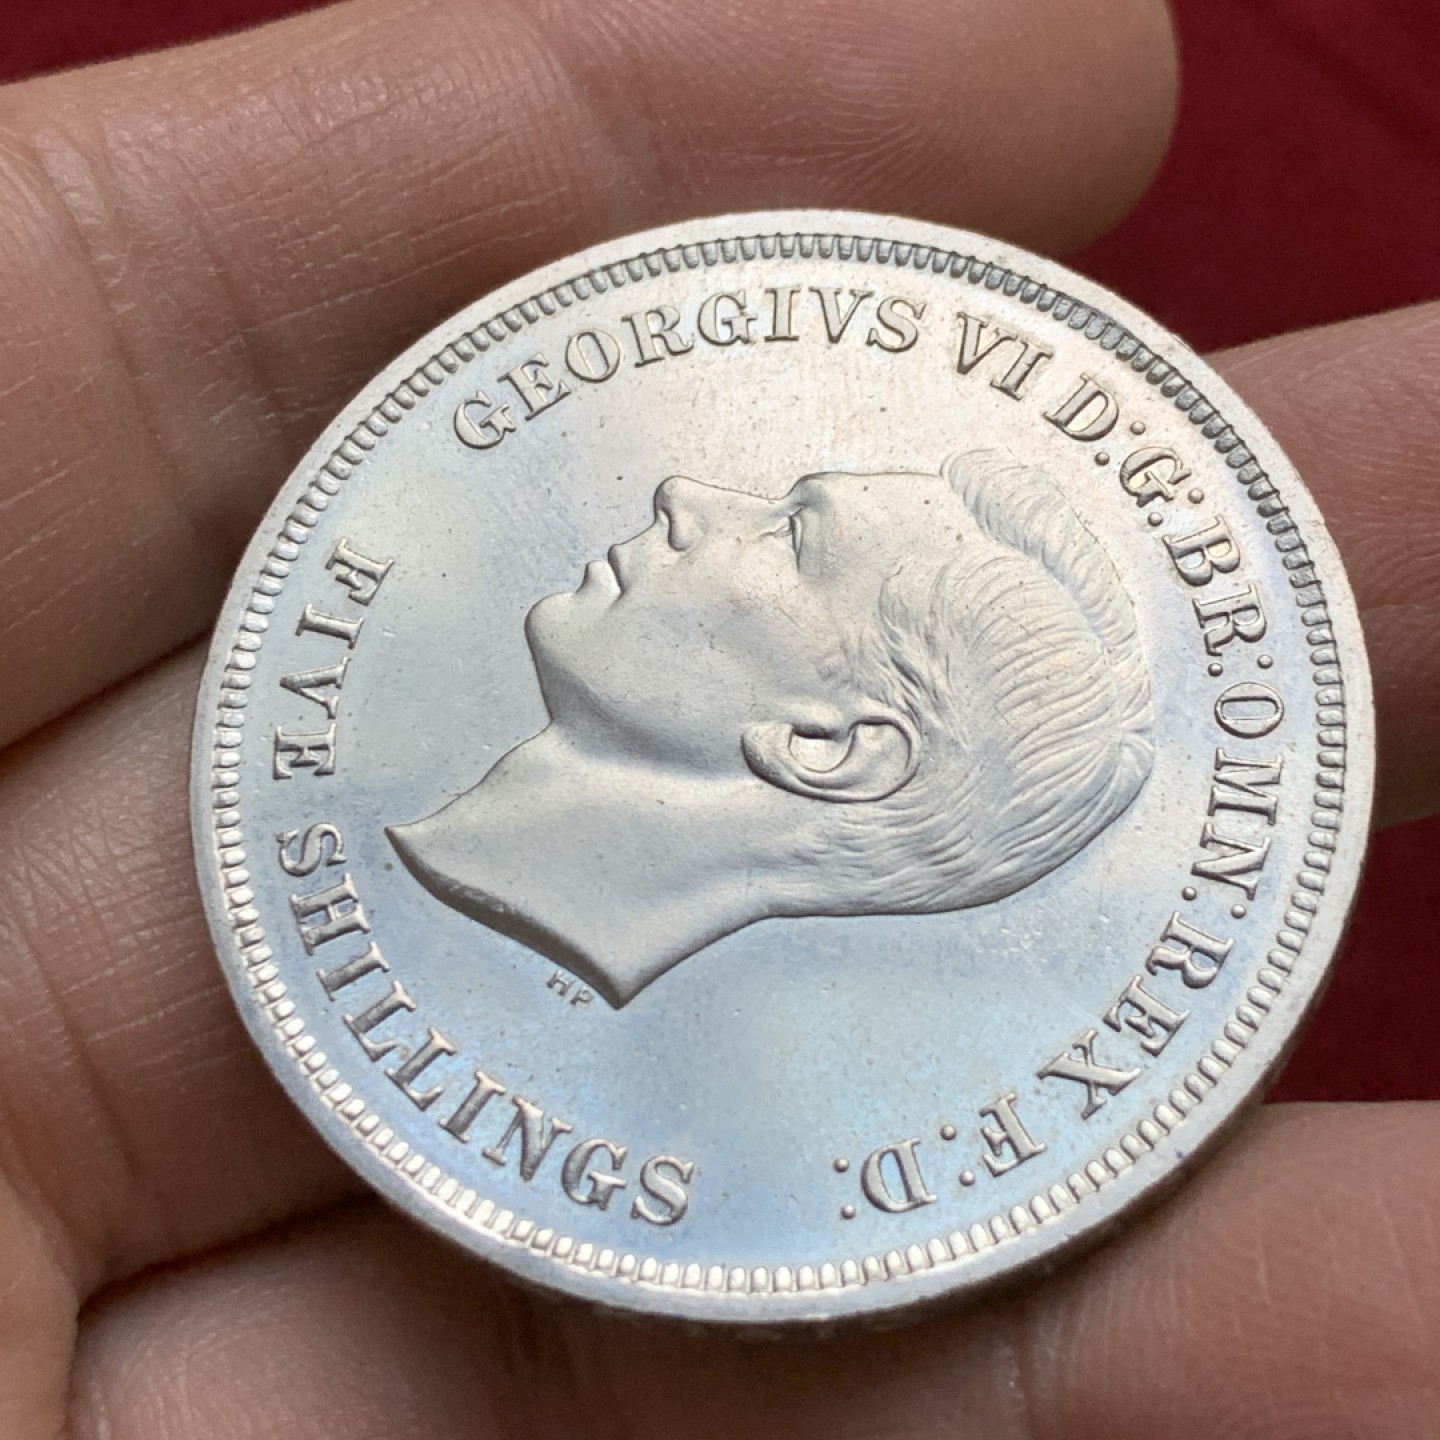 GEORGIVS VI D:G:BR:OMN:REX F:D:
FIVE SHILLINGS
HP